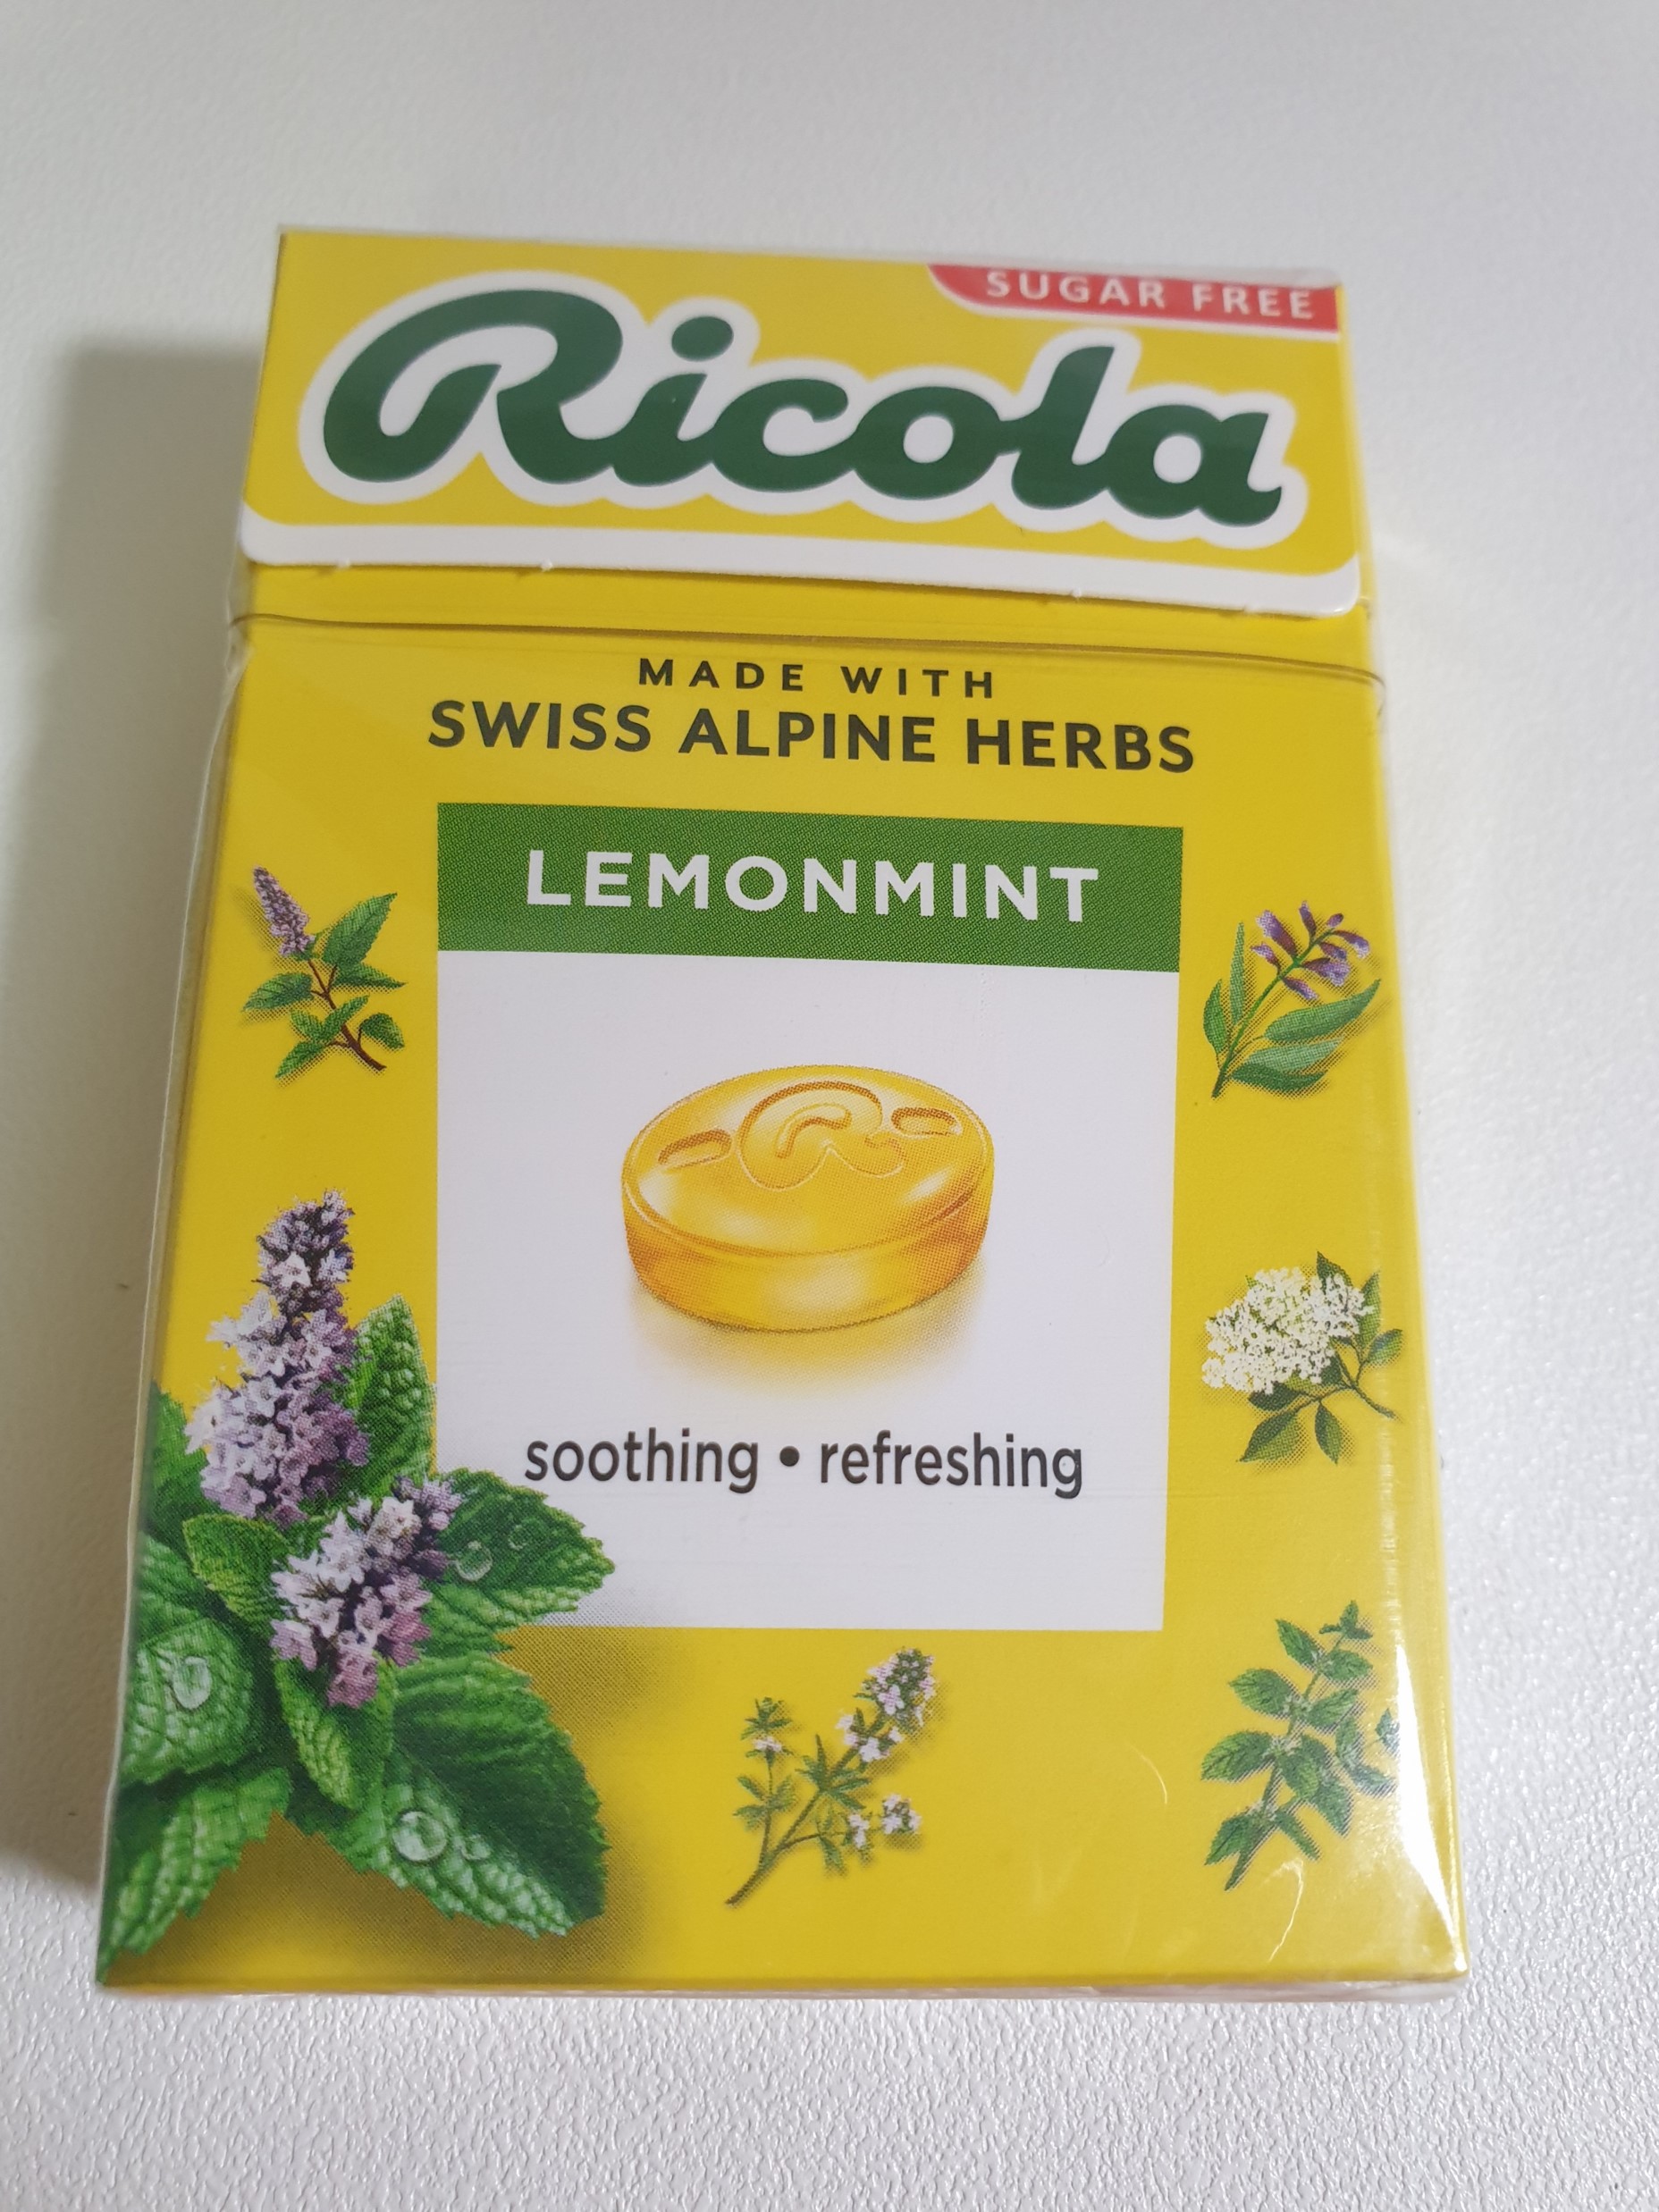 SUGAR FREE
Ricola
MADE WITH
SWISS ALPINE HERBS
LEMONMINT
soothing • refreshing